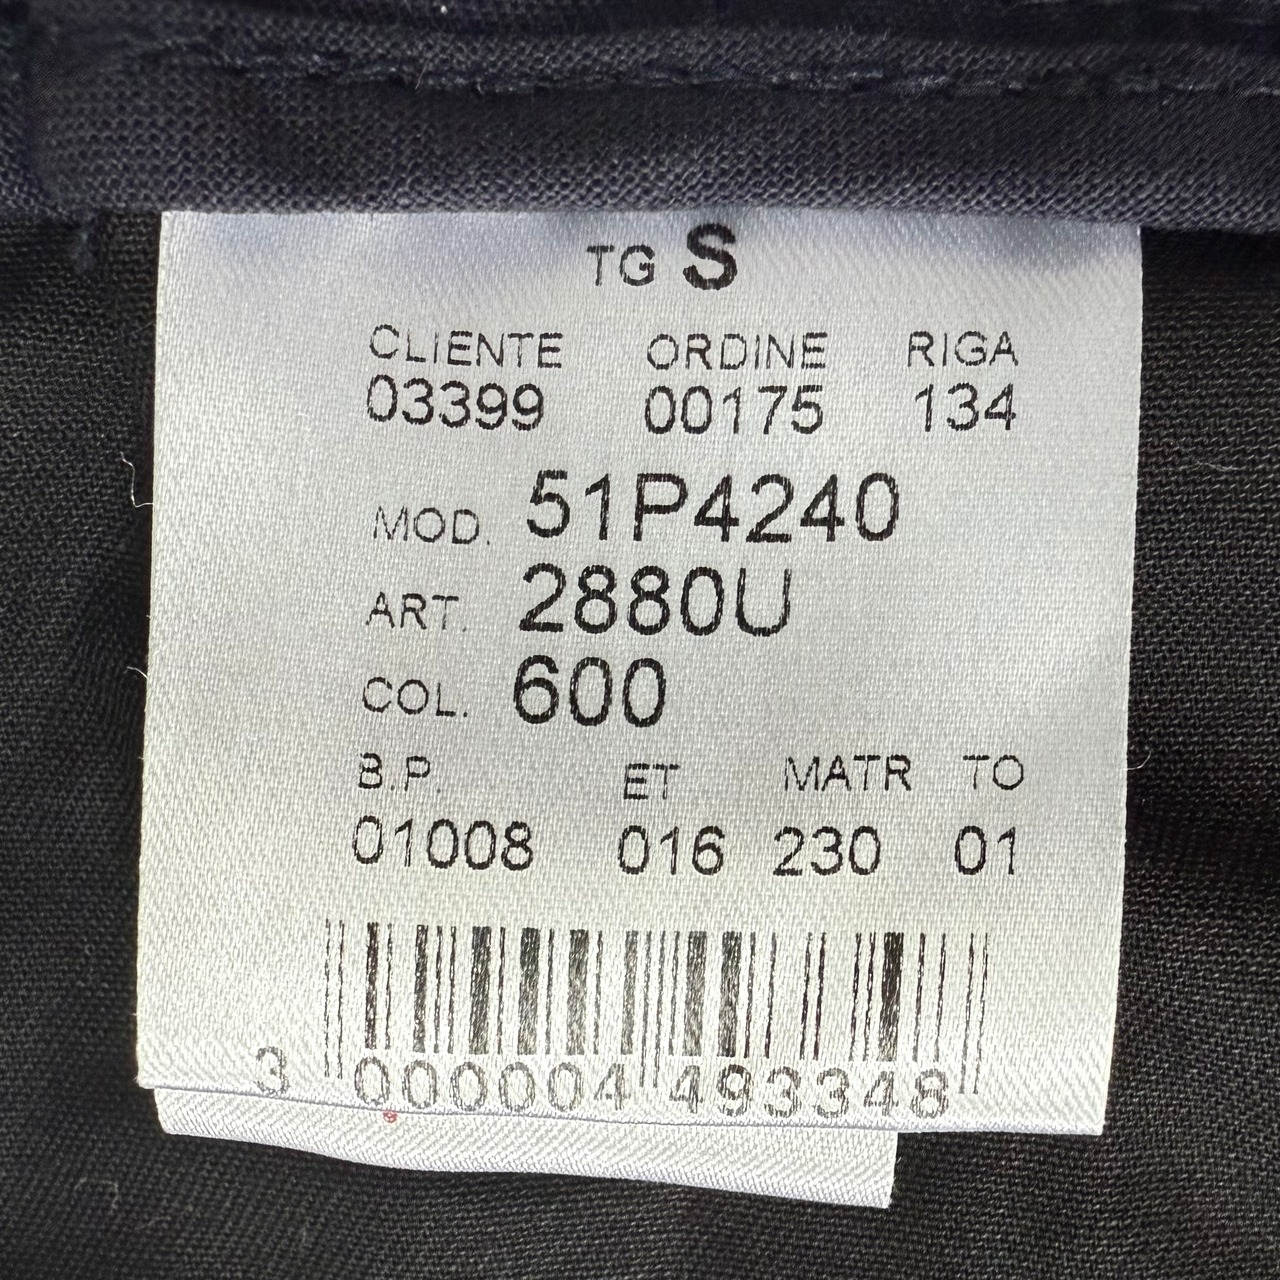 TG S
CLIENTE ORDINE RIGA
03399 00175 134
MOD. 51P4240
ART. 2880U
COL. 600
B.P. ET MATR TO
01008 016 230 01
3 000004 493348